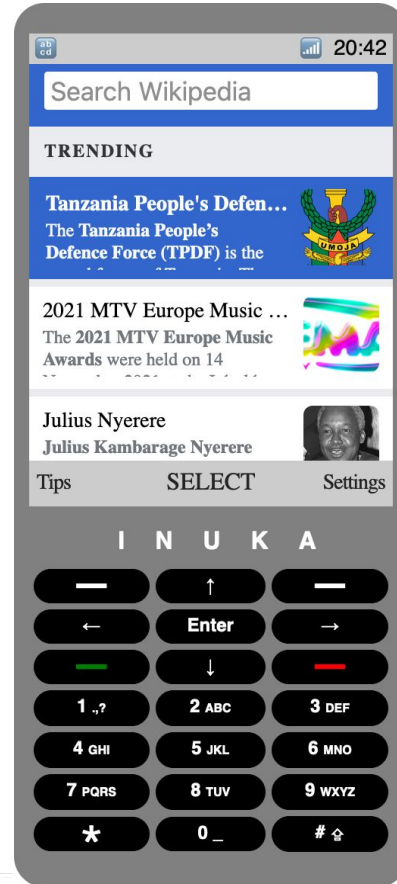 ab
cd
20:42
Search Wikipedia
TRENDING
Tanzania People's Defen...
The Tanzania People's
Defence Force (TPDF) is the
UMOJA
2021 MTV Europe Music ...
The 2021 MTV Europe Music
Awards were held on 14
Julius Nyerere
Julius Kambarage Nyerere
Tips SELECT Settings
I N U K A
↑
← Enter →
↓
1 .,? 2 ABC 3 DEF
4 GHI 5 JKL 6 MNO
7 PQRS 8 TUV 9 WXYZ
* 0 _ # ⇪